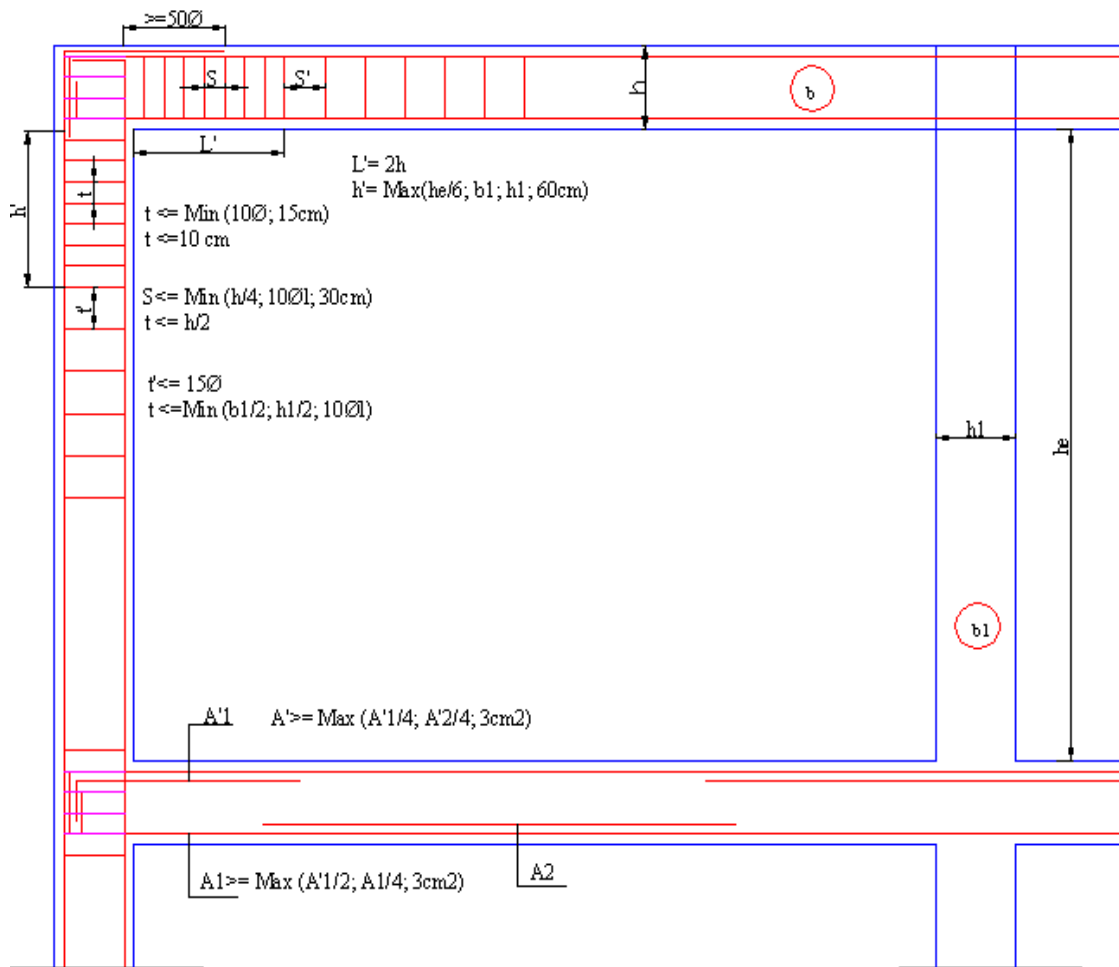 >=50Ø
S
S'
h
b
L'
L'= 2h
h'= Max(he/6; b1; h1; 60cm)
h'
t
t <= Min (10Ø; 15cm)
t <=10 cm
S<= Min (h/4; 10Øl; 30cm)
t <= h/2
t'
t'<= 15Ø
t <=Min (b1/2; h1/2; 10Øl)
h1
he
b1
A'1
A'>= Max (A'1/4; A'2/4; 3cm2)
A1>= Max (A'1/2; A1/4; 3cm2)
A2